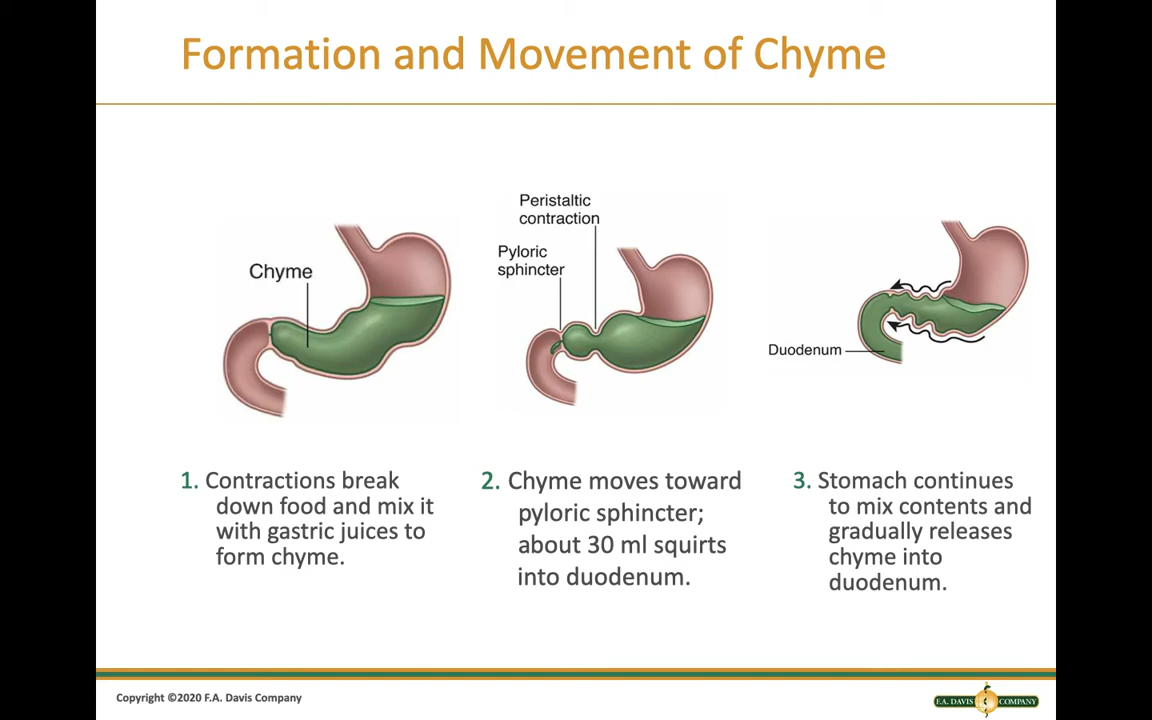 Formation and Movement of Chyme
Chyme
Peristaltic
contraction
Pyloric
sphincter
Duodenum
1. Contractions break
down food and mix it
with gastric juices to
form chyme.
2. Chyme moves toward
pyloric sphincter;
about 30 ml squirts
into duodenum.
3. Stomach continues
to mix contents and
gradually releases
chyme into
duodenum.
Copyright ©2020 F.A. Davis Company
F.A. DAVIS COMPANY